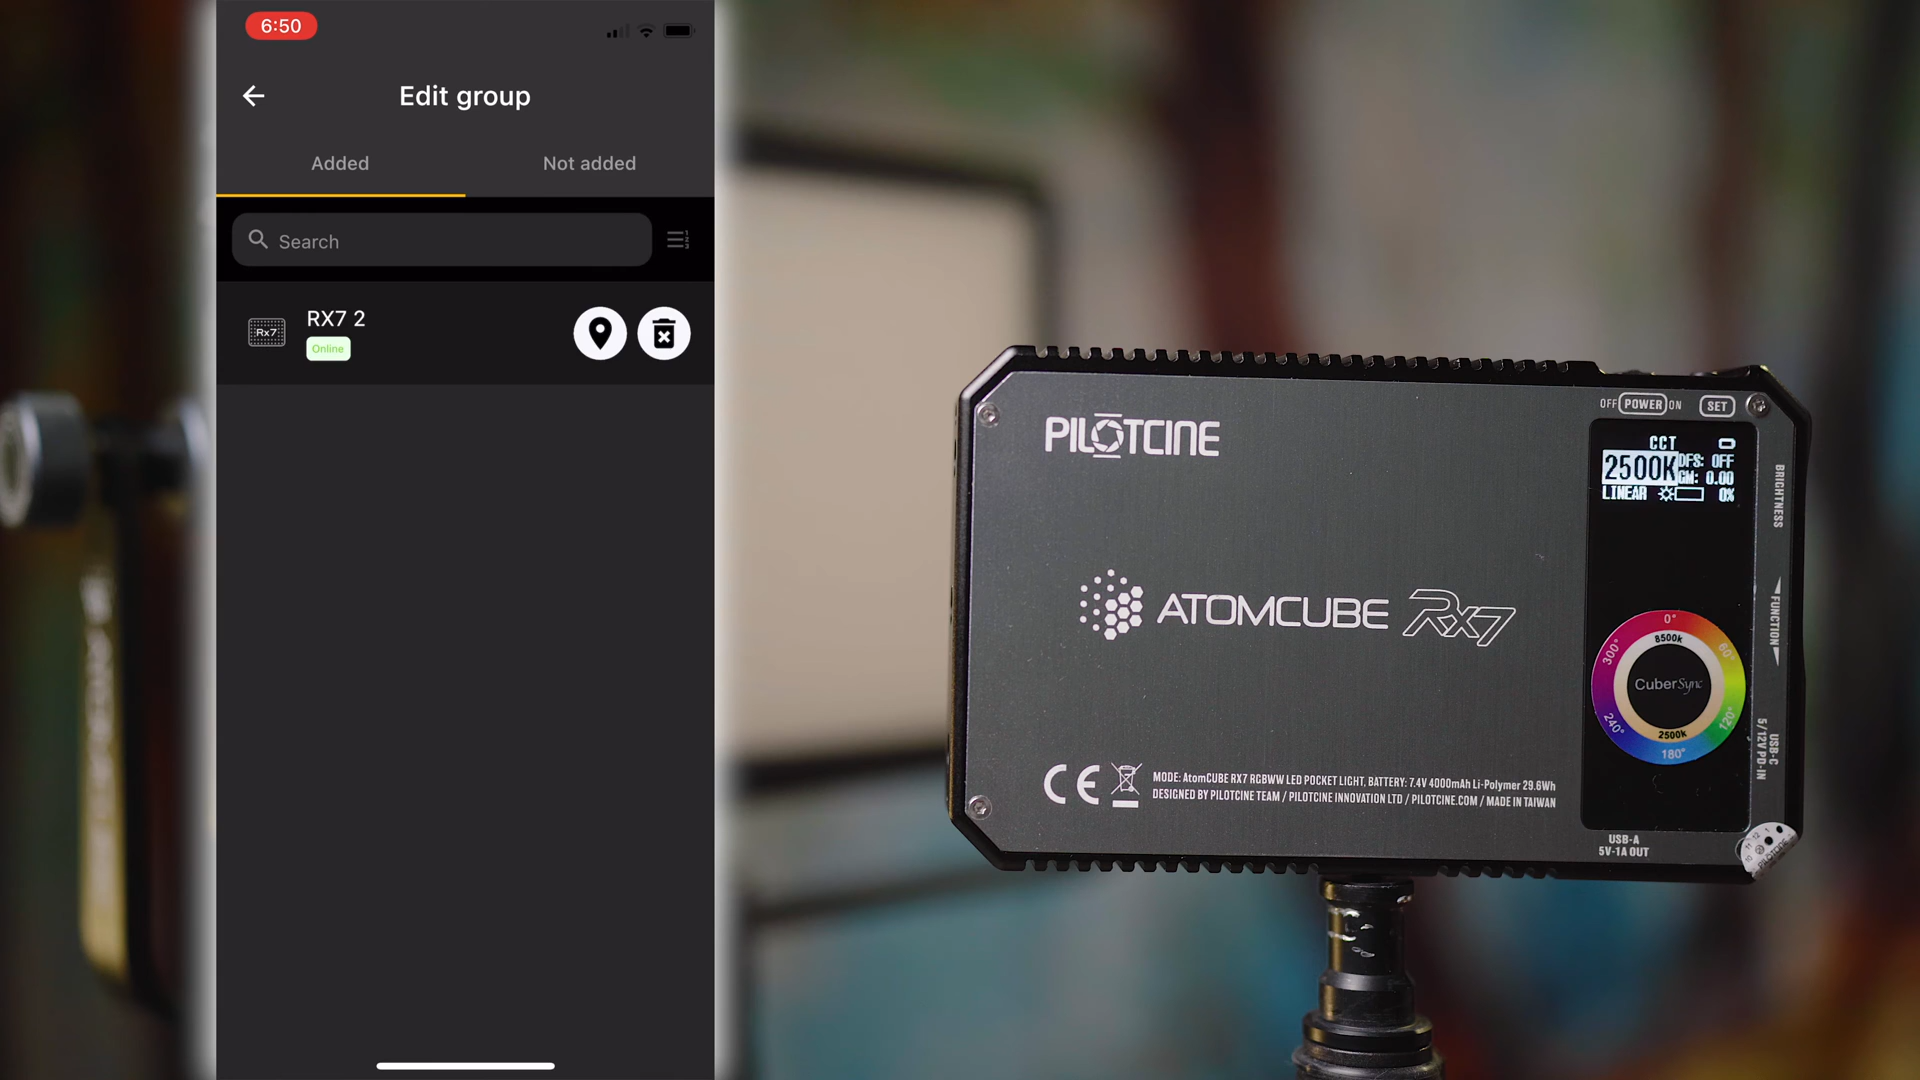 6:50
Edit group
Added
Not added
Search
Rx7
RX7 2
Online
PILOTCINE
OFF POWER ON
SET
CCT
2500K
DFS: OFF
GM: 0.00
LINEAR
0%
BRIGHTNESS
FUNCTION
ATOMCUBE Rx7
0°
60°
120°
180°
240°
300°
8500k
CuberSync
2500k
USB-C
5/12V PD-IN
CE
MODE: AtomCUBE RX7 RGBWW LED POCKET LIGHT, BATTERY: 7.4V 4000mAh Li-Polymer 29.6Wh
DESIGNED BY PILOTCINE TEAM / PILOTCINE INNOVATION LTD / PILOTCINE.COM / MADE IN TAIWAN
USB-A
5V-1A OUT